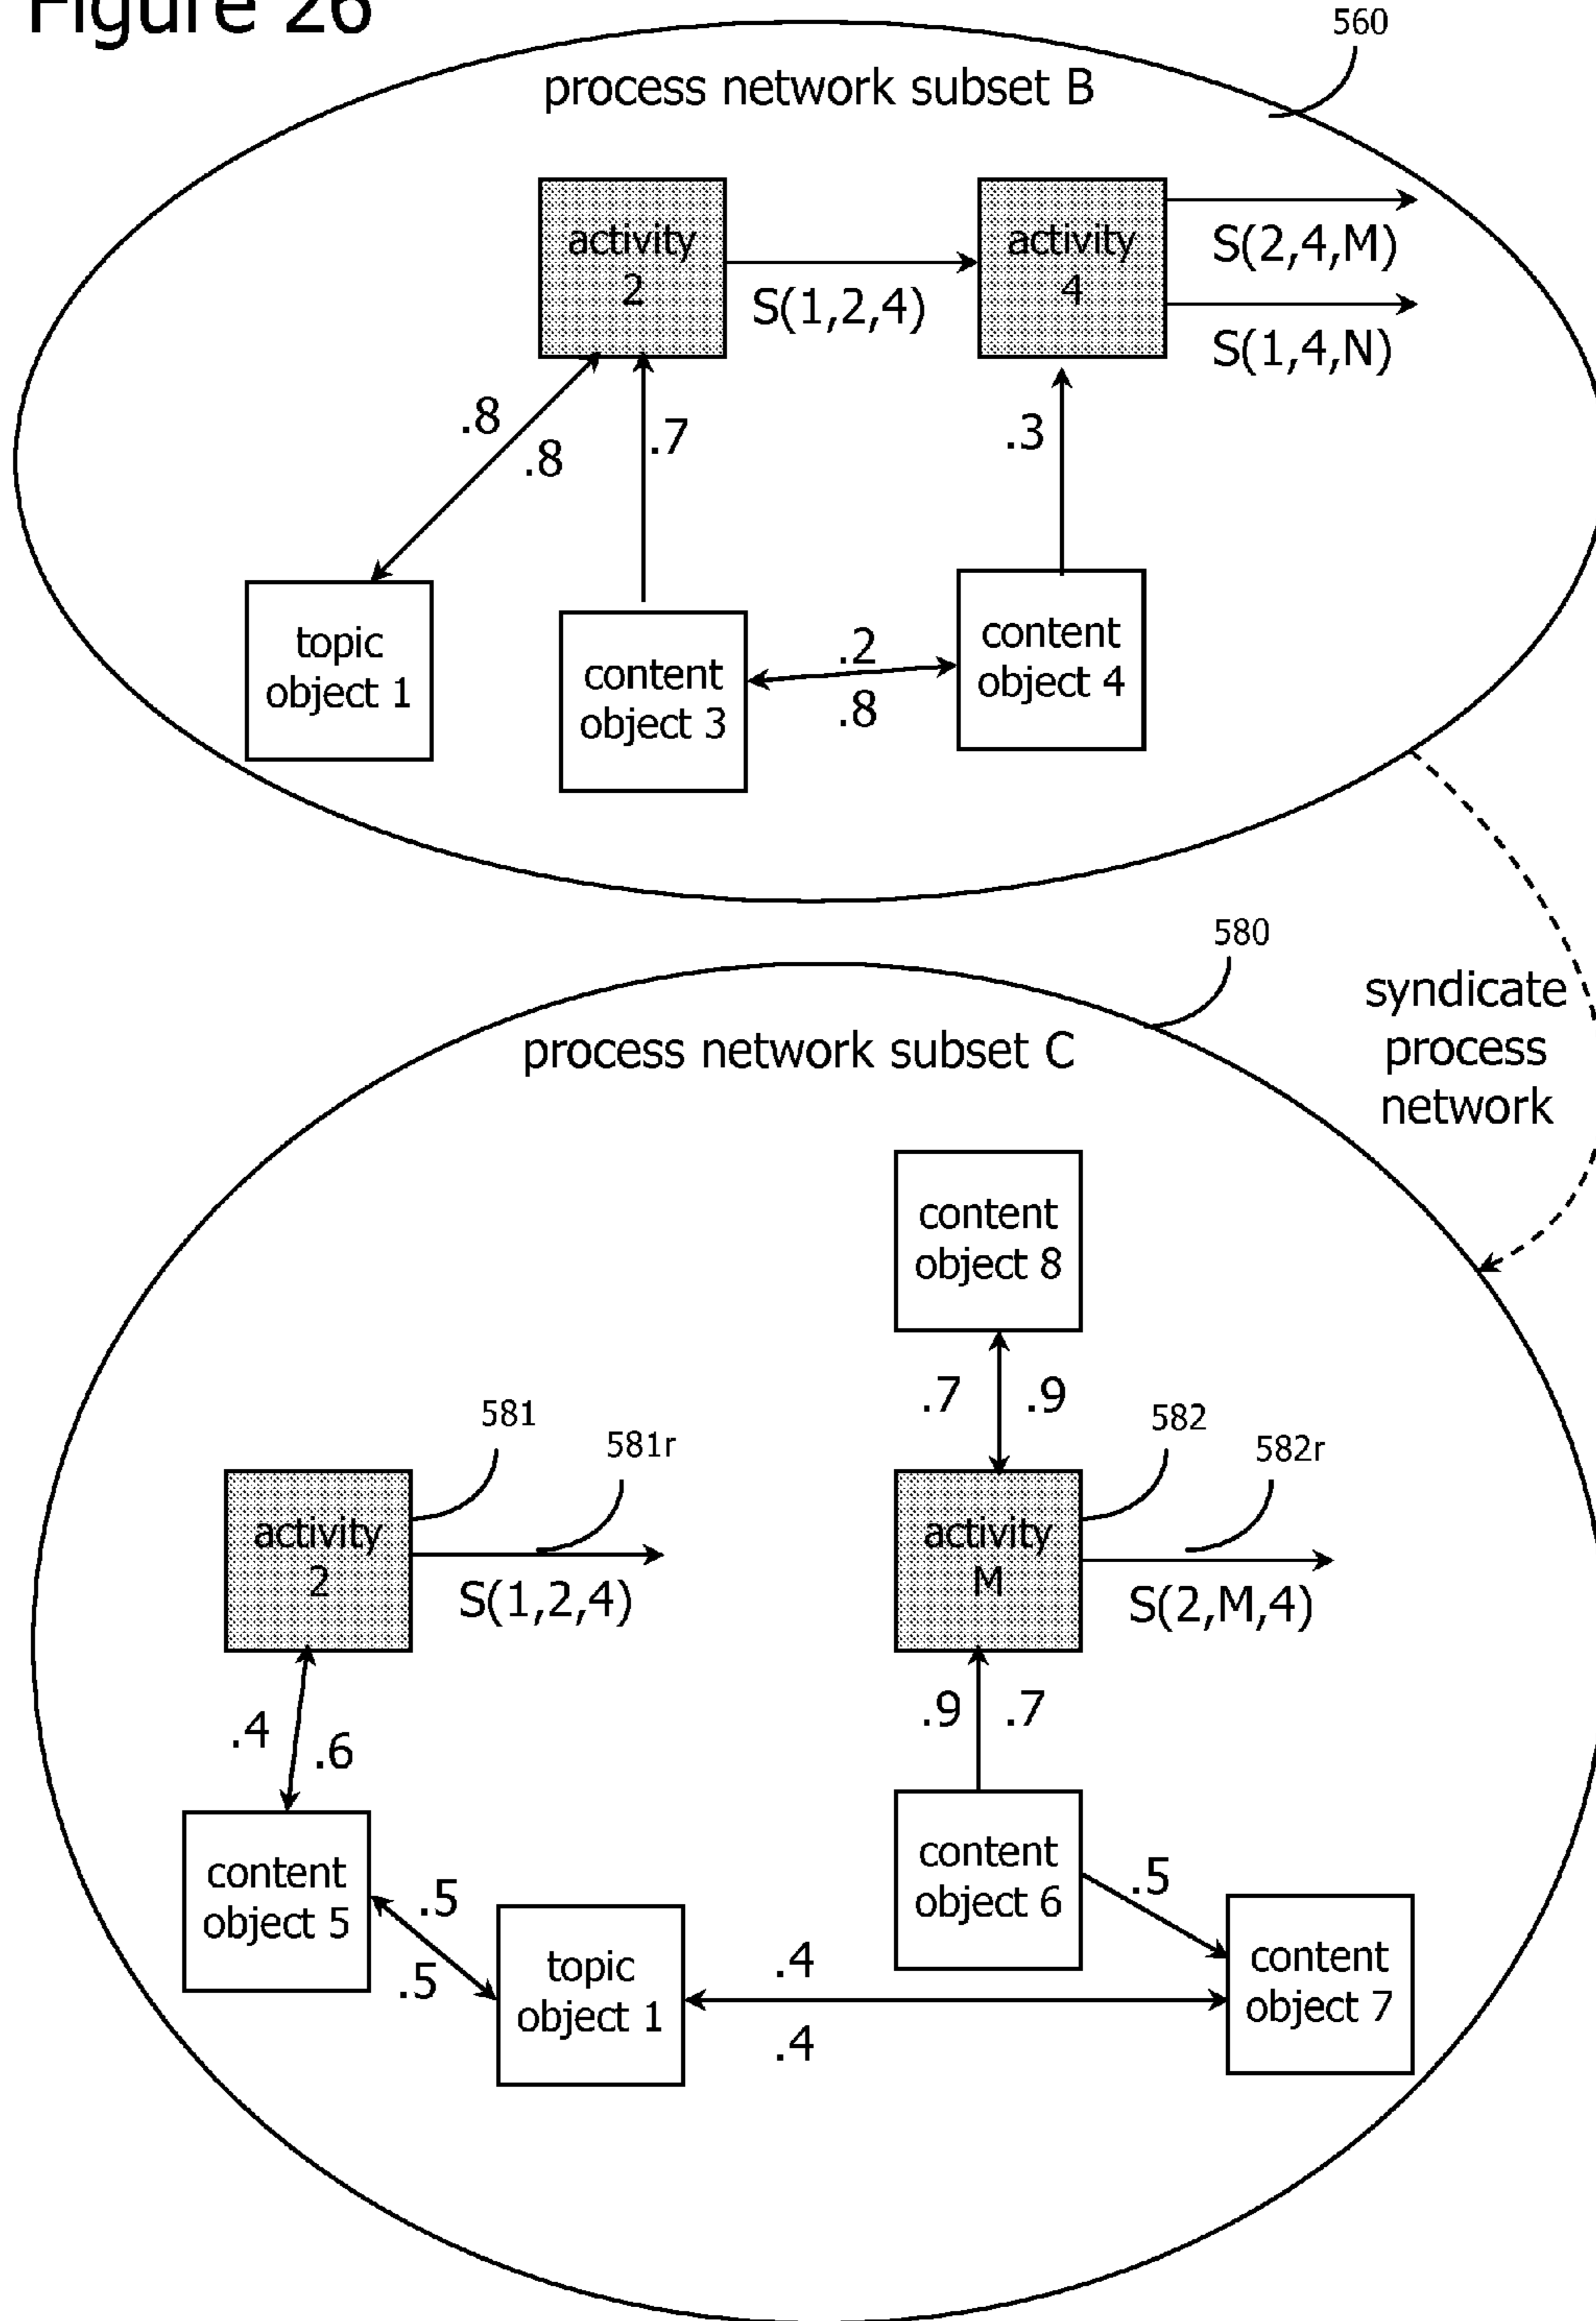 Figure 26
560
process network subset B
activity
2
S(1,2,4)
activity
4
S(2,4,M)
S(1,4,N)
.8
.8
.7
.3
topic
object 1
content
object 3
.2
.8
content
object 4
580
syndicate
process
network
process network subset C
content
object 8
.7
.9
581
581r
582
582r
activity
2
S(1,2,4)
activity
M
S(2,M,4)
.4
.6
.9
.7
content
object 5
.5
.5
topic
object 1
content
object 6
.5
.4
.4
content
object 7